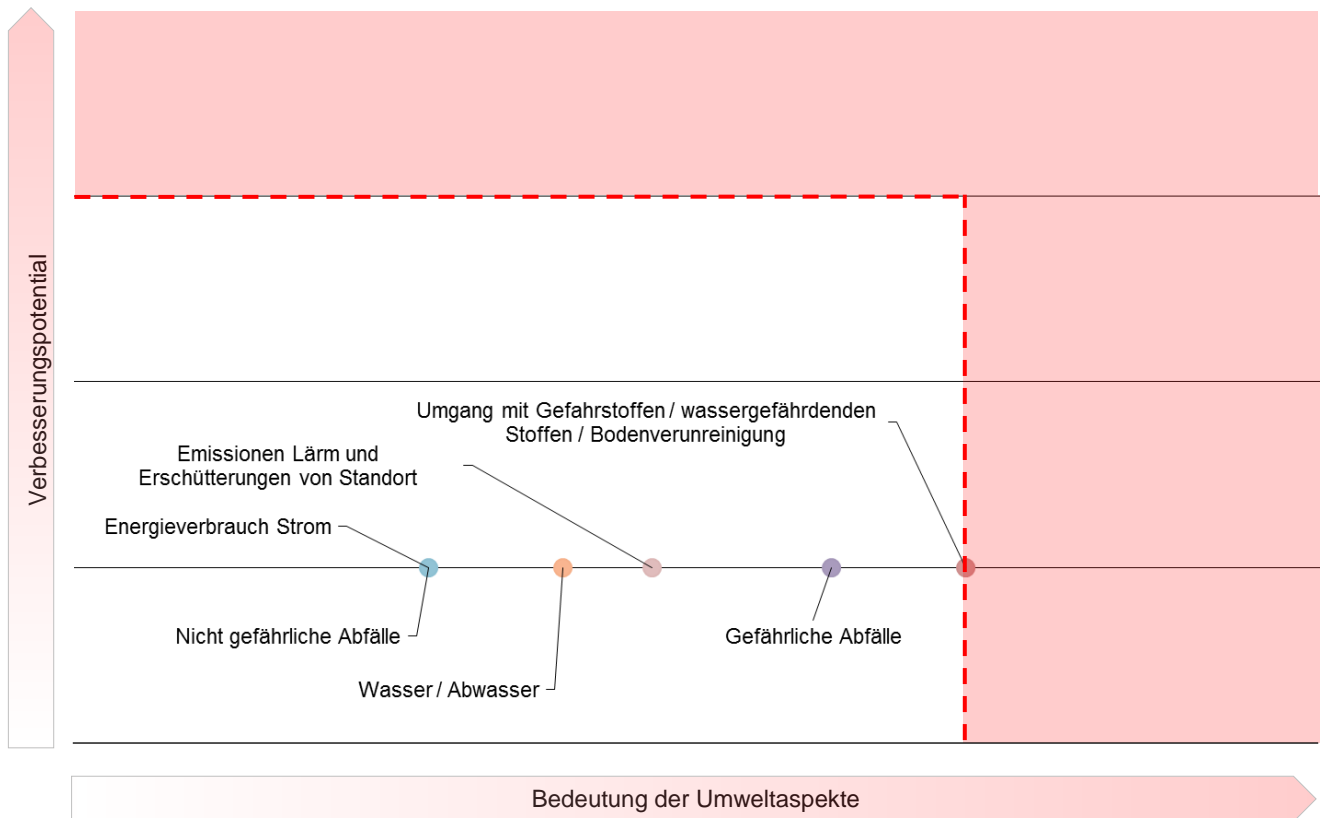 Verbesserungspotential
Umgang mit Gefahrstoffen / wassergefährdenden
Stoffen / Bodenverunreinigung
Emissionen Lärm und
Erschütterungen von Standort
Energieverbrauch Strom
Nicht gefährliche Abfälle
Gefährliche Abfälle
Wasser / Abwasser
Bedeutung der Umweltaspekte